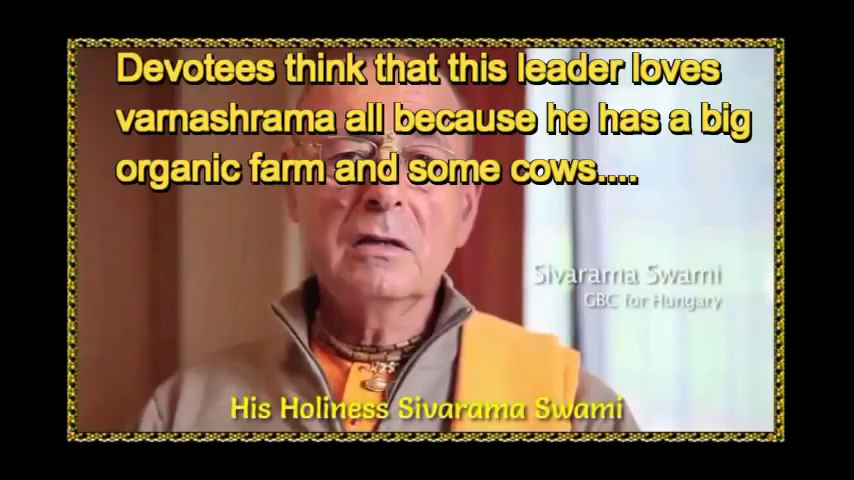 Devotees think that this leader loves
varnashrama all because he has a big
organic farm and some cows....
Sivarama Swami
GBC for Hungary
His Holiness Sivarama Swami